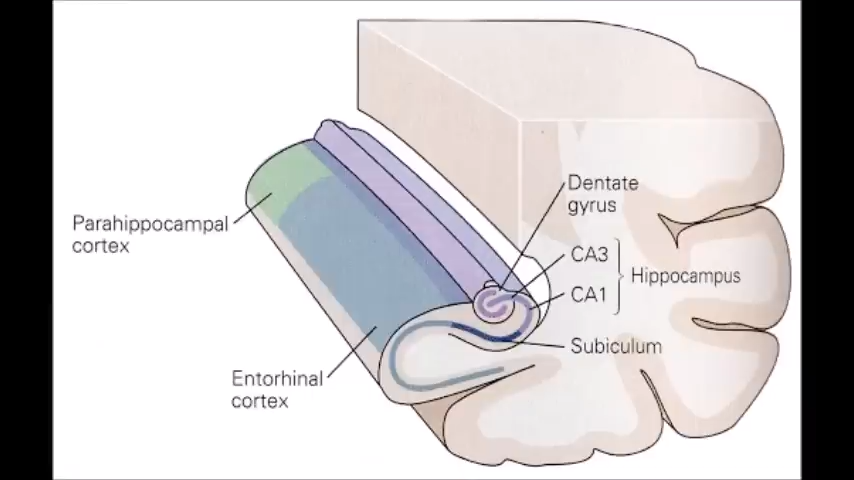 Dentate
gyrus
Parahippocampal
cortex
CA3
Hippocampus
CA1
Subiculum
Entorhinal
cortex